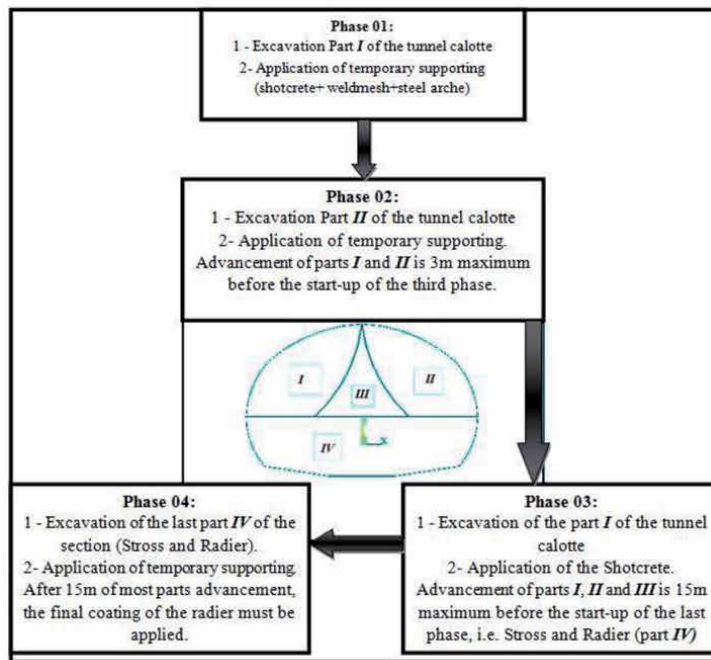 Phase 01:
1 - Excavation Part I of the tunnel calotte
2- Application of temporary supporting
(shotcrete+ weldmesh+steel arche)
Phase 02:
1 - Excavation Part II of the tunnel calotte
2- Application of temporary supporting.
Advancement of parts I and II is 3m maximum
before the start-up of the third phase.
I
II
III
X
IV
Phase 04:
1 - Excavation of the last part IV of the
section (Stross and Radier).
2- Application of temporary supporting.
After 15m of most parts advancement,
the final coating of the radier must be
applied.
Phase 03:
1 - Excavation of the part I of the tunnel
calotte
2- Application of the Shotcrete.
Advancement of parts I, II and III is 15m
maximum before the start-up of the last
phase, i.e. Stross and Radier (part IV)